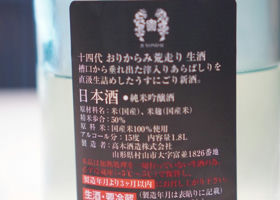 十四代 おりからみ 荒走り 生酒
槽口から垂れ出た滓入りあらばしりを
直汲生詰めしたうすにごり新酒。
日本酒 ●純米吟醸酒
原材料名：米(国産)、米麹(国産米)
精米歩合：50%
原料米：国産米100%使用
アルコール分：15度 内容量 1.8L
製造者：高木酒造株式会社
山形県村山市大字富並1826番地
製造年月より3ヶ月以内
生酒・要冷蔵